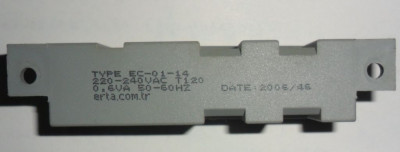 TYPE EC-01-14
220-240VAC T120
0.6VA 50-60HZ DATE:2006/46
erta.com.tr